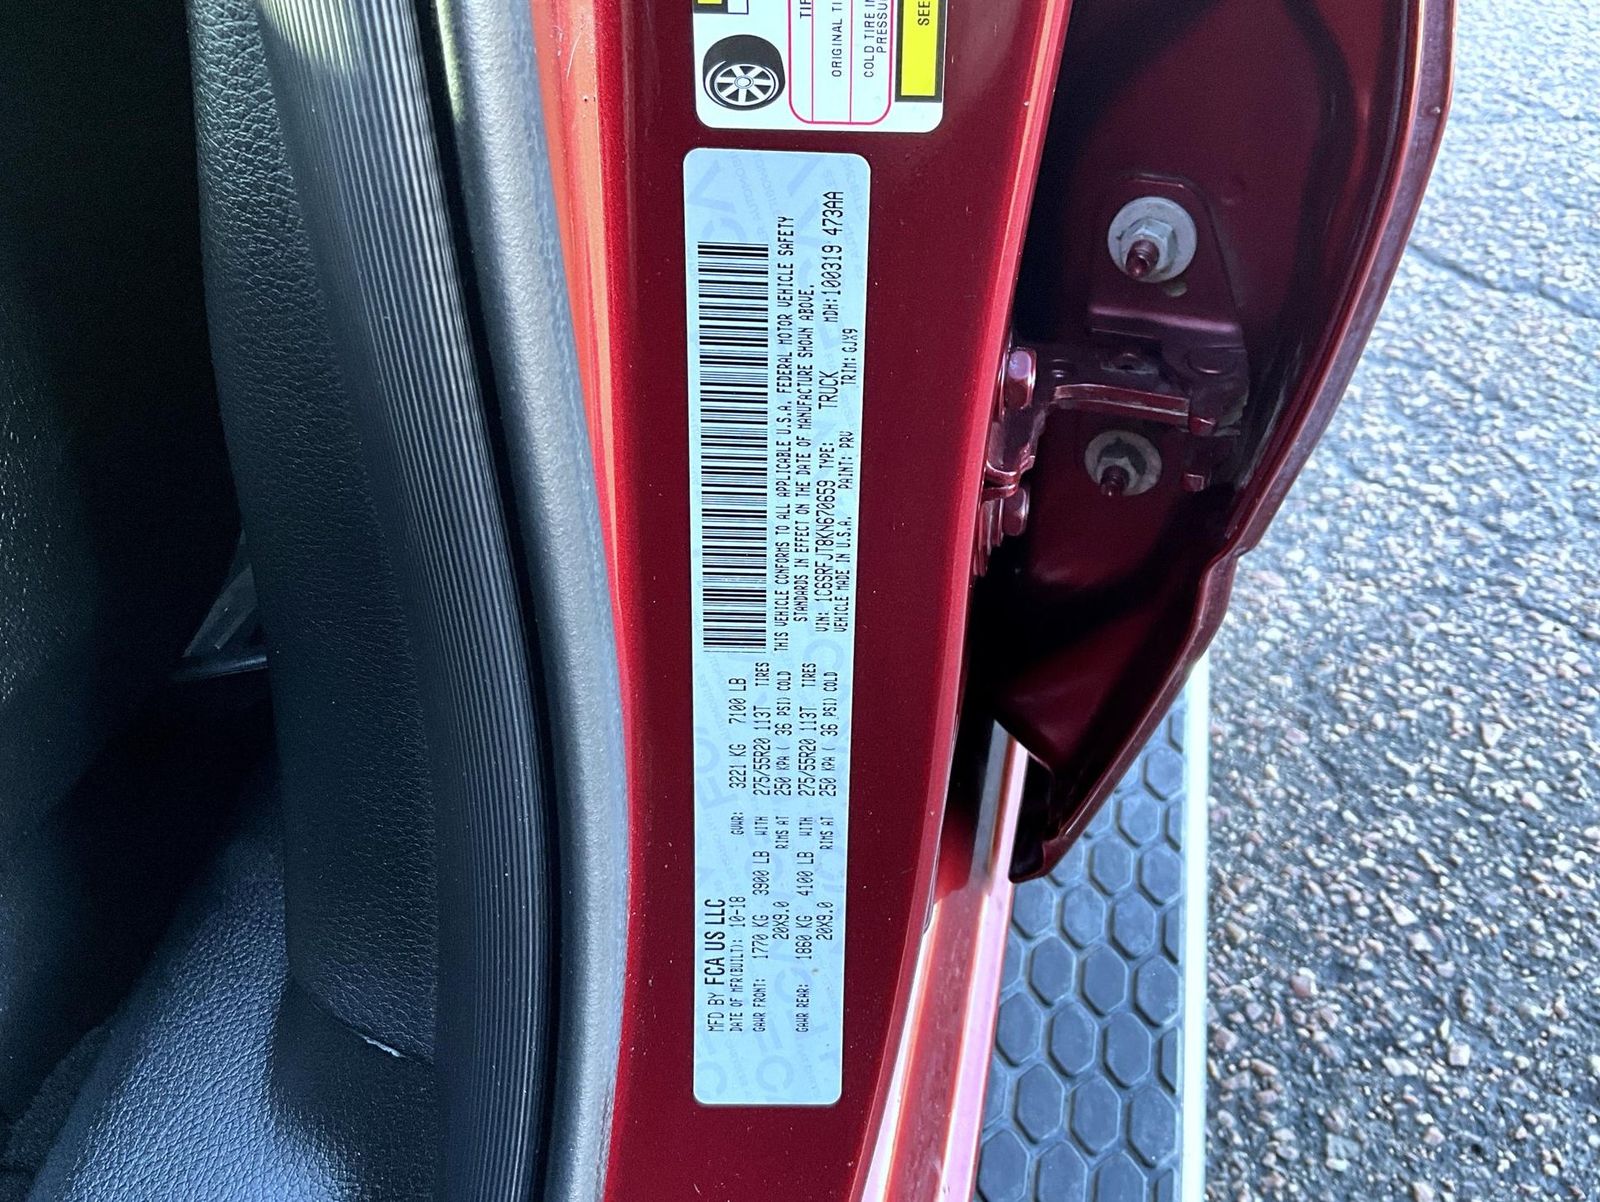 TI
ORIGINAL TI
COLD TIRE IN
PRESSU
SEE
MFD BY FCA US LLC
DATE OF MFR(BUILT): 10-18 GVWR: 3221 KG 7100 LB
GAWR FRONT: 1770 KG 3900 LB WITH 275/55R20 113T TIRES
20X9.0 RIMS AT 250 KPA ( 36 PSI) COLD
GAWR REAR: 1860 KG 4100 LB WITH 275/55R20 113T TIRES
20X9.0 RIMS AT 250 KPA ( 36 PSI) COLD
THIS VEHICLE CONFORMS TO ALL APPLICABLE U.S.A. FEDERAL MOTOR VEHICLE SAFETY
STANDARDS IN EFFECT ON THE DATE OF MANUFACTURE SHOWN ABOVE.
VIN: 1C6SRFJT8KN670659 TYPE: TRUCK MDH:100319 473AA
VEHICLE MADE IN U.S.A. PAINT: PRV TRIM: GJX9